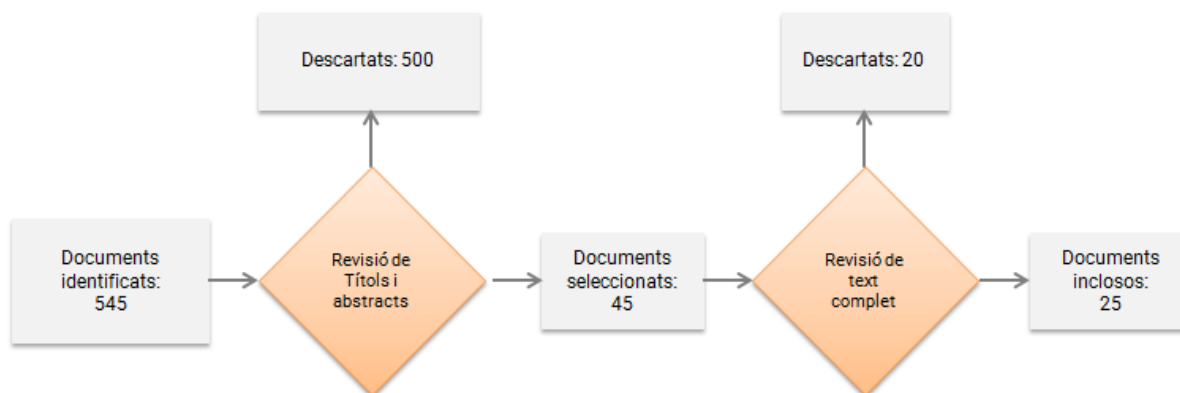 Descartats: 500
Descartats: 20
Documents
identificats:
545
Revisió de
Títols i
abstracts
Documents
seleccionats:
45
Revisió de
text
complet
Documents
inclosos:
25